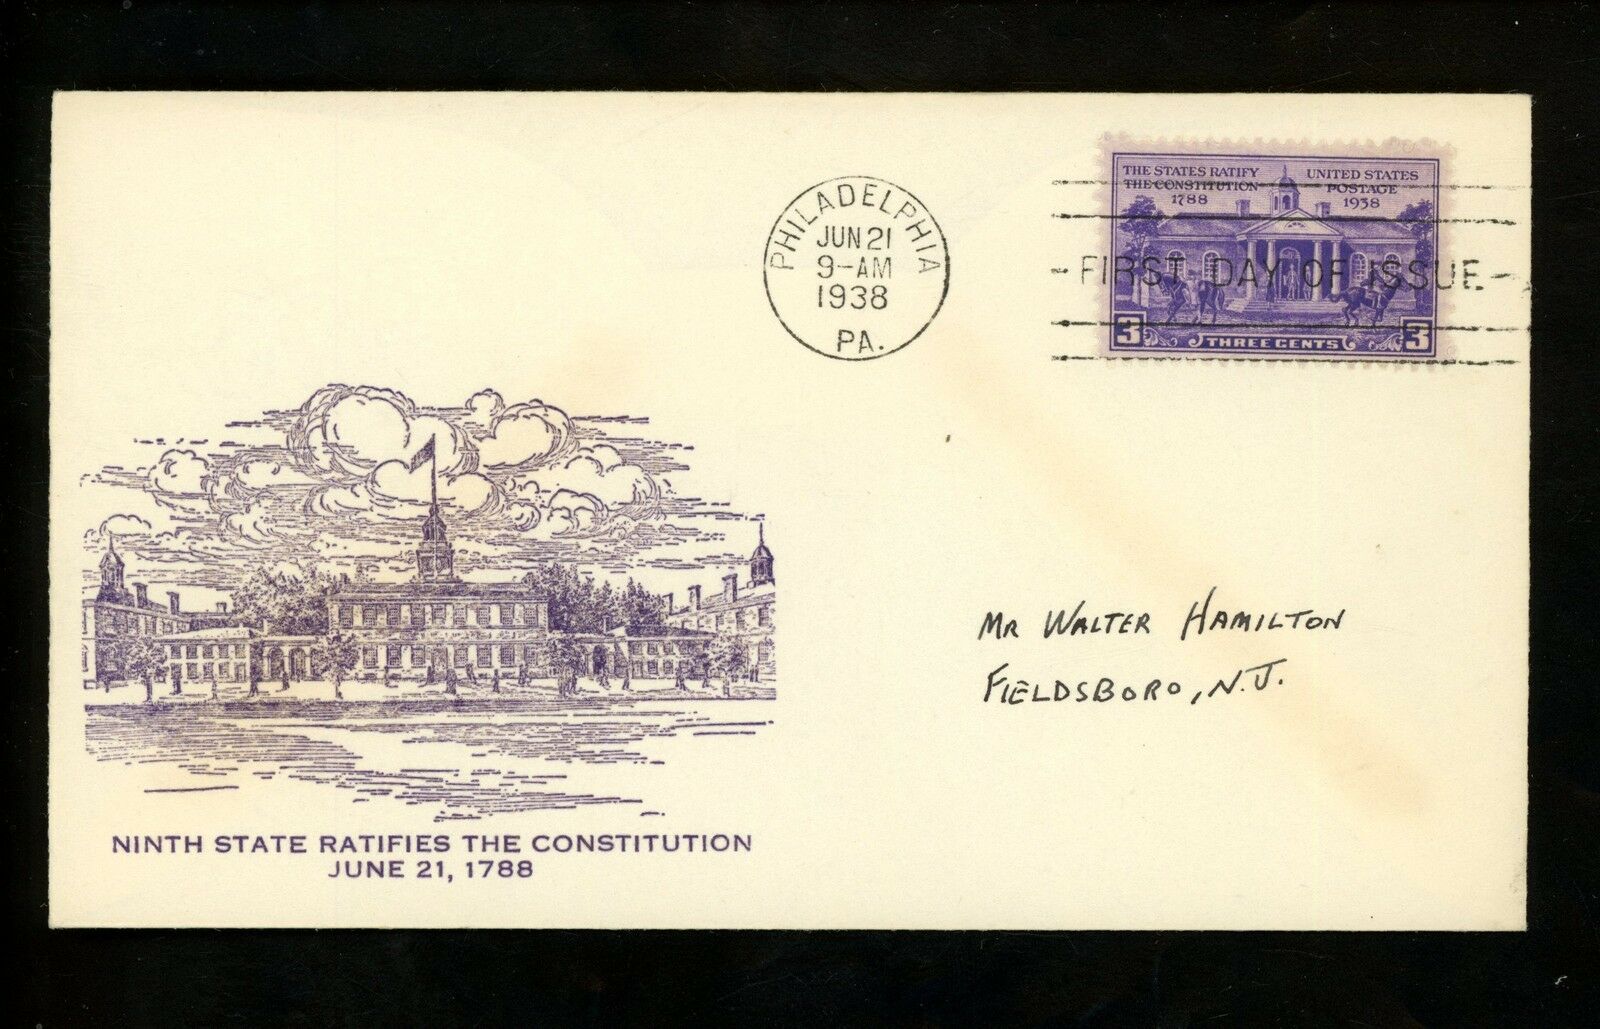 PHILADELPHIA
JUN 21
9-AM
1938
PA.
THE STATES RATIFY
THE CONSTITUTION
1788
UNITED STATES
POSTAGE
1938
FIRST DAY OF ISSUE
3 THREE CENTS 3
MR WALTER HAMILTON
FIELDSBORO, N.J.
NINTH STATE RATIFIES THE CONSTITUTION
JUNE 21, 1788